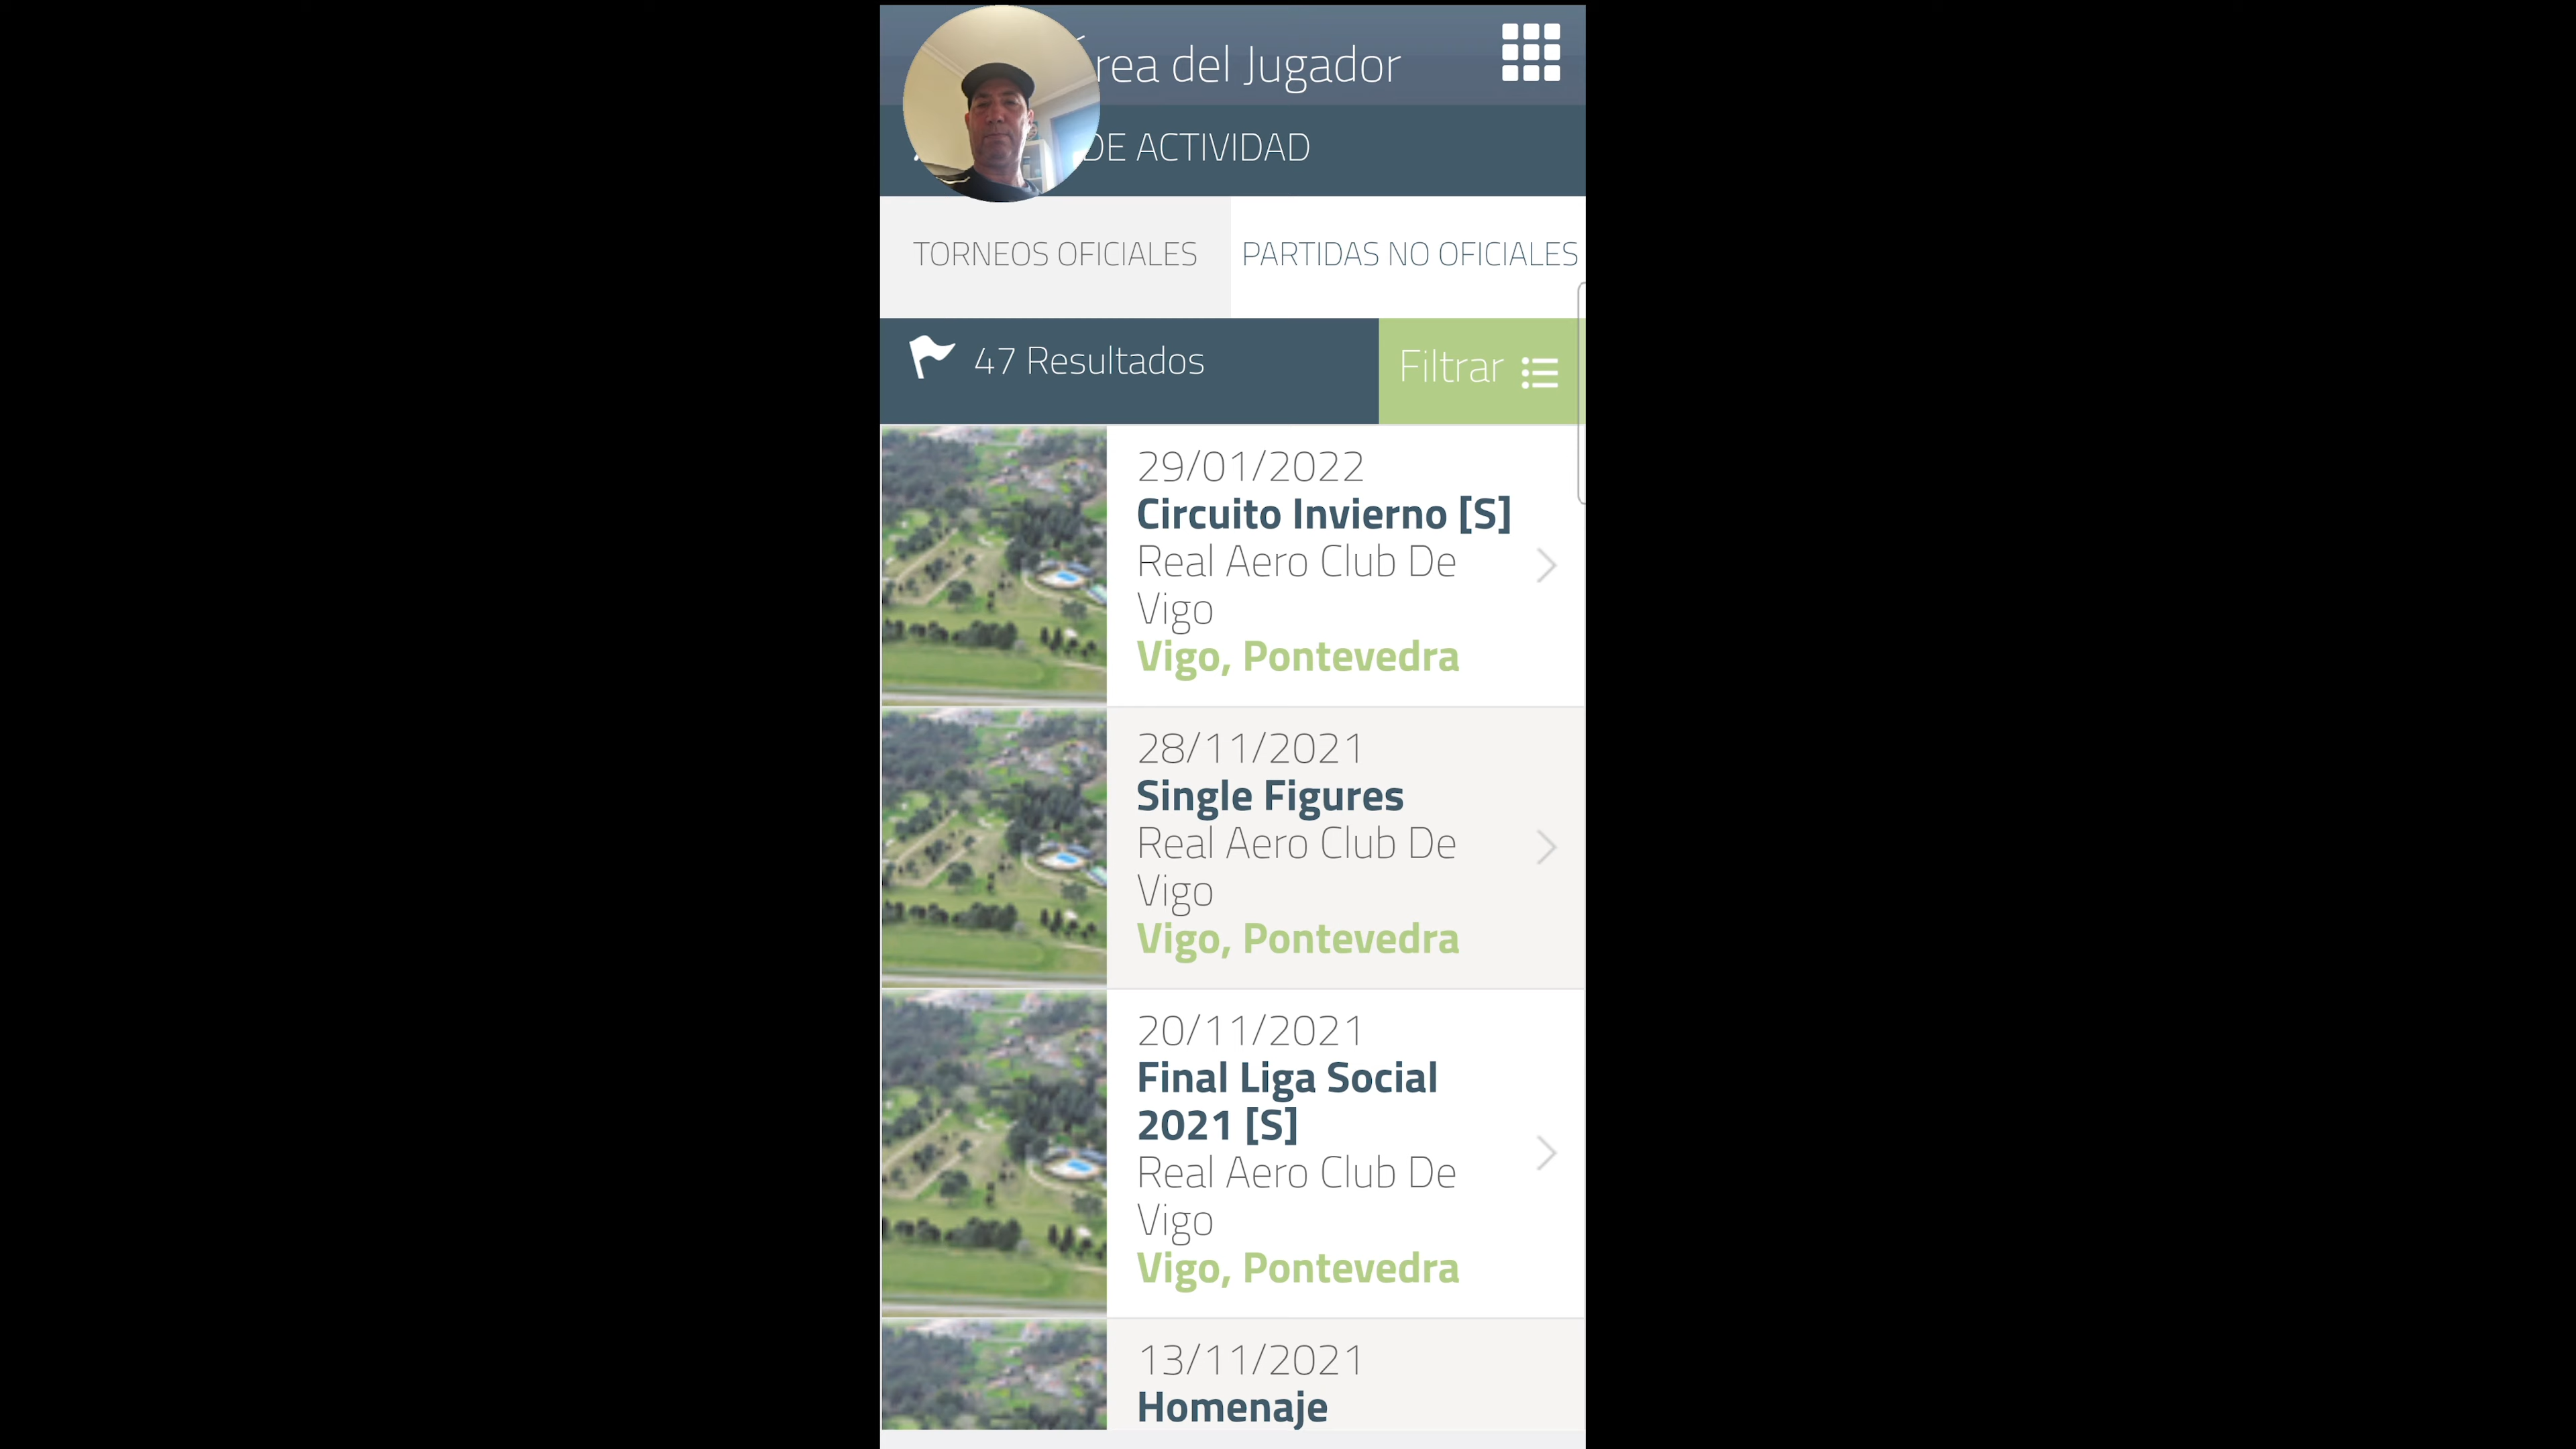 rea del Jugador
DE ACTIVIDAD
TORNEOS OFICIALES
PARTIDAS NO OFICIALES
47 Resultados
Filtrar
29/01/2022
Circuito Invierno [S]
Real Aero Club De
Vigo
Vigo, Pontevedra
28/11/2021
Single Figures
Real Aero Club De
Vigo
Vigo, Pontevedra
20/11/2021
Final Liga Social
2021 [S]
Real Aero Club De
Vigo
Vigo, Pontevedra
13/11/2021
Homenaje